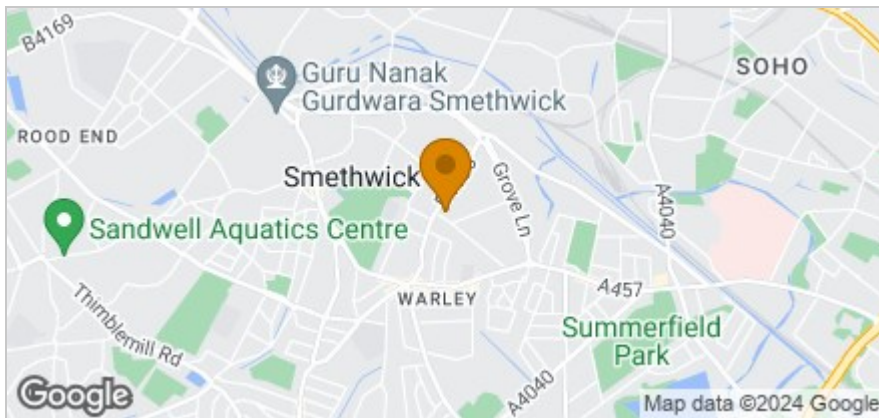 B4169
Guru Nanak
Gurdwara Smethwick
SOHO
ROOD END
Smethwick
Grove Ln
A4040
Sandwell Aquatics Centre
A457
WARLEY
Thimblemill Rd
Summerfield
Park
A4040
Google
Map data ©2024 Google